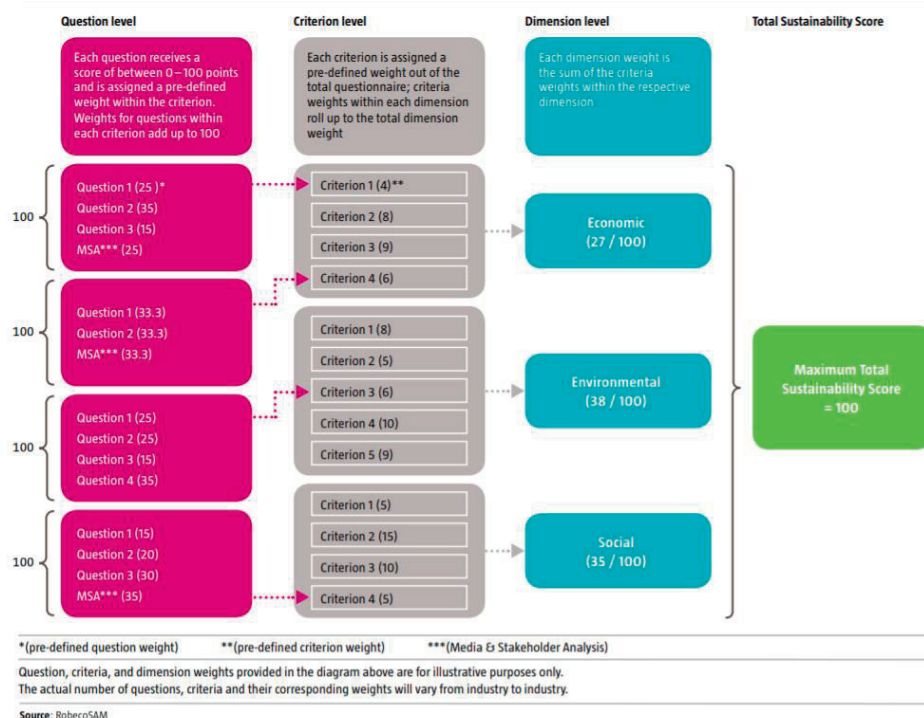 Question level
Criterion level
Dimension level
Total Sustainability Score
Each question receives a
score of between 0–100 points
and is assigned a pre-defined
weight within the criterion.
Weights for questions within
each criterion add up to 100
Each criterion is assigned a
pre-defined weight out of the
total questionnaire; criteria
weights within each dimension
roll up to the total dimension
weight
Each dimension weight is
the sum of the criteria
weights within the respective
dimension
100
Question 1 (25 )*
Question 2 (35)
Question 3 (15)
MSA*** (25)
100
Question 1 (33.3)
Question 2 (33.3)
MSA*** (33.3)
100
Question 1 (25)
Question 2 (25)
Question 3 (15)
Question 4 (35)
100
Question 1 (15)
Question 2 (20)
Question 3 (30)
MSA*** (35)
Criterion 1 (4)**
Criterion 2 (8)
Criterion 3 (9)
Criterion 4 (6)
Criterion 1 (8)
Criterion 2 (5)
Criterion 3 (6)
Criterion 4 (10)
Criterion 5 (9)
Criterion 1 (5)
Criterion 2 (15)
Criterion 3 (10)
Criterion 4 (5)
Economic
(27 / 100)
Environmental
(38 / 100)
Social
(35 / 100)
Maximum Total
Sustainability Score
= 100
*(pre-defined question weight) **(pre-defined criterion weight) ***(Media & Stakeholder Analysis)
Question, criteria, and dimension weights provided in the diagram above are for illustrative purposes only.
The actual number of questions, criteria and their corresponding weights will vary from industry to industry.
Source: RobecoSAM